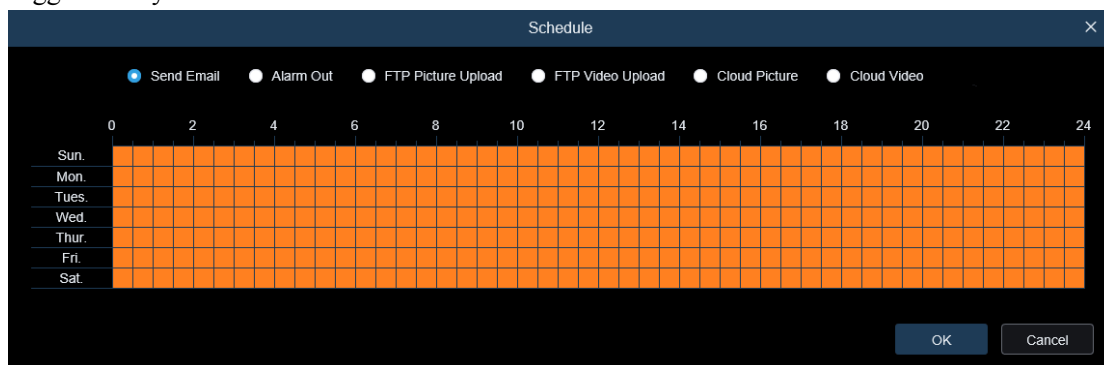 Schedule
Send Email Alarm Out FTP Picture Upload FTP Video Upload Cloud Picture Cloud Video
0 2 4 6 8 10 12 14 16 18 20 22 24
Sun.
Mon.
Tues.
Wed.
Thur.
Fri.
Sat.
OK Cancel